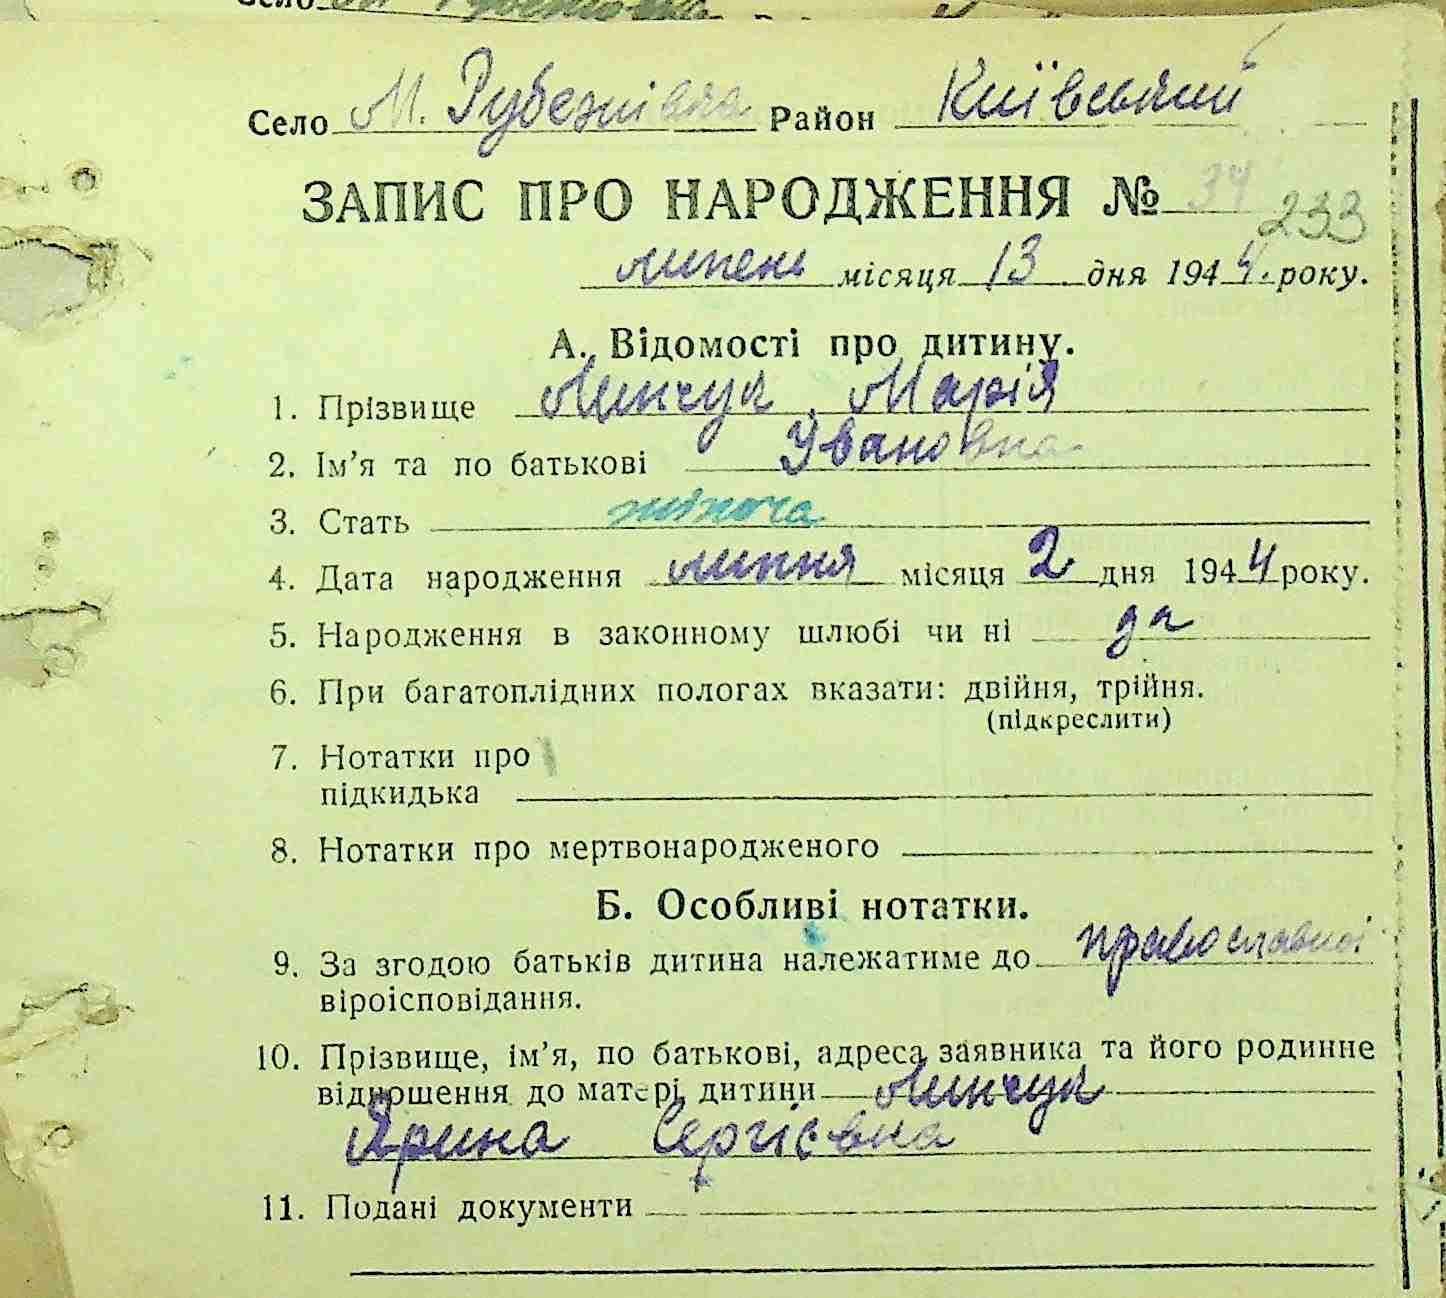 Село М. Рубежівка Район Київський
ЗАПИС ПРО НАРОДЖЕННЯ № 34 233
липень місяця 13 дня 1944. року.
А. Відомості про дитину.
1. Прізвище Минчук Марія
2. Ім’я та по батькові Івановна
3. Стать жіноча
4. Дата народження липня місяця 2 дня 1944 року.
5. Народження в законному шлюбі чи ні да
6. При багатоплідних пологах вказати: двійня, трійня.
(підкреслити)
7. Нотатки про
підкидька
8. Нотатки про мертвонародженого
Б. Особливі нотатки.
9. За згодою батьків дитина належатиме до православної
віроісповідання.
10. Прізвище, ім’я, по батькові, адреса заявника та його родинне
відношення до матері дитини Минчук
Ярина Сергієвна
11. Подані документи